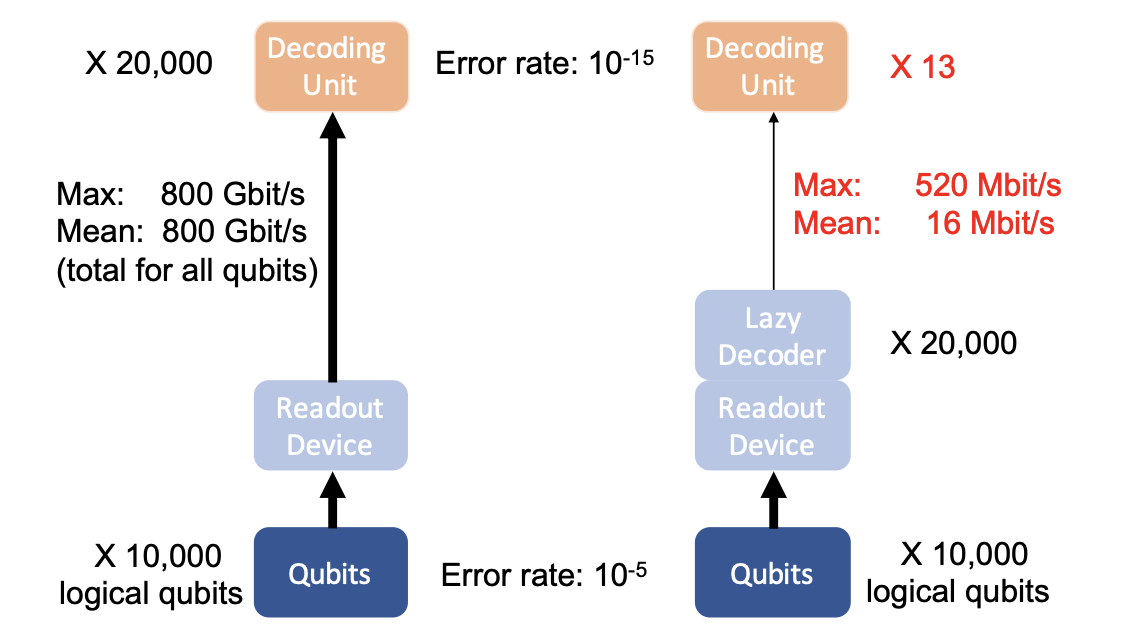 X 20,000
Decoding
Unit
Error rate: 10-15
Decoding
Unit
X 13
Max: 800 Gbit/s
Mean: 800 Gbit/s
(total for all qubits)
Max: 520 Mbit/s
Mean: 16 Mbit/s
Lazy
Decoder
X 20,000
Readout
Device
Readout
Device
X 10,000
logical qubits
Qubits
Error rate: 10-5
Qubits
X 10,000
logical qubits